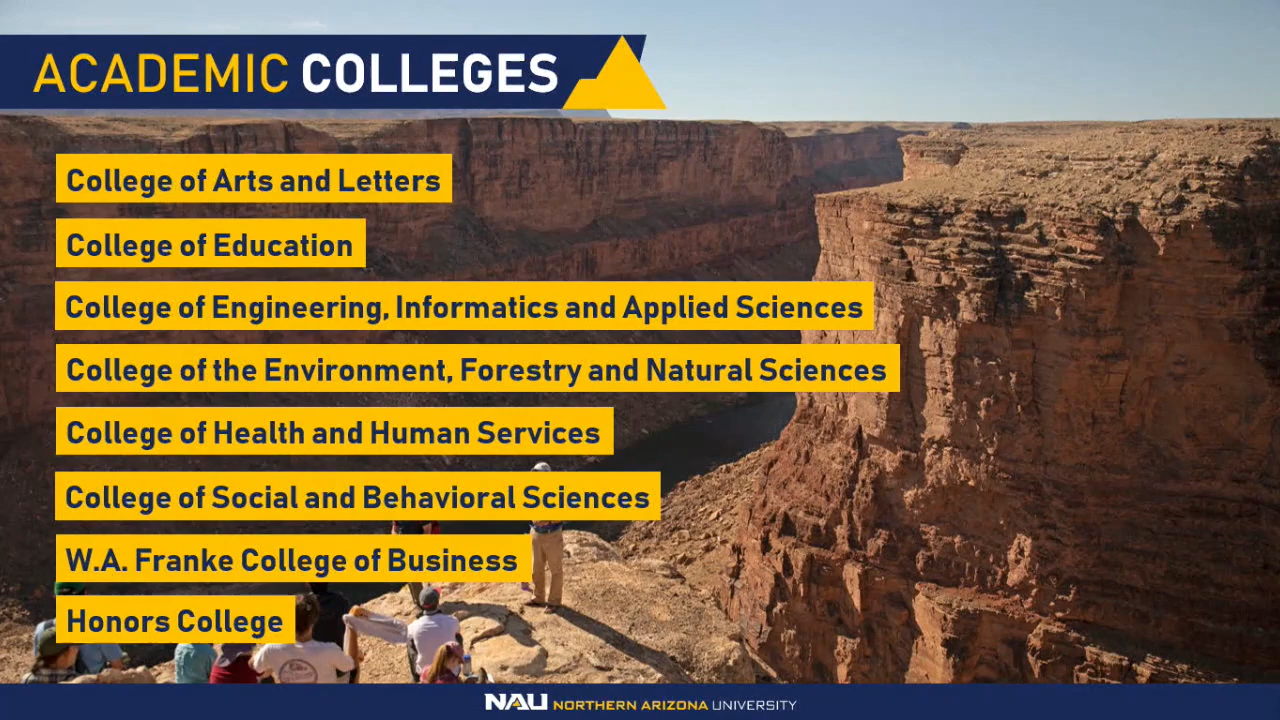 ACADEMIC COLLEGES
College of Arts and Letters
College of Education
College of Engineering, Informatics and Applied Sciences
College of the Environment, Forestry and Natural Sciences
College of Health and Human Services
College of Social and Behavioral Sciences
W.A. Franke College of Business
Honors College
NAU NORTHERN ARIZONA UNIVERSITY